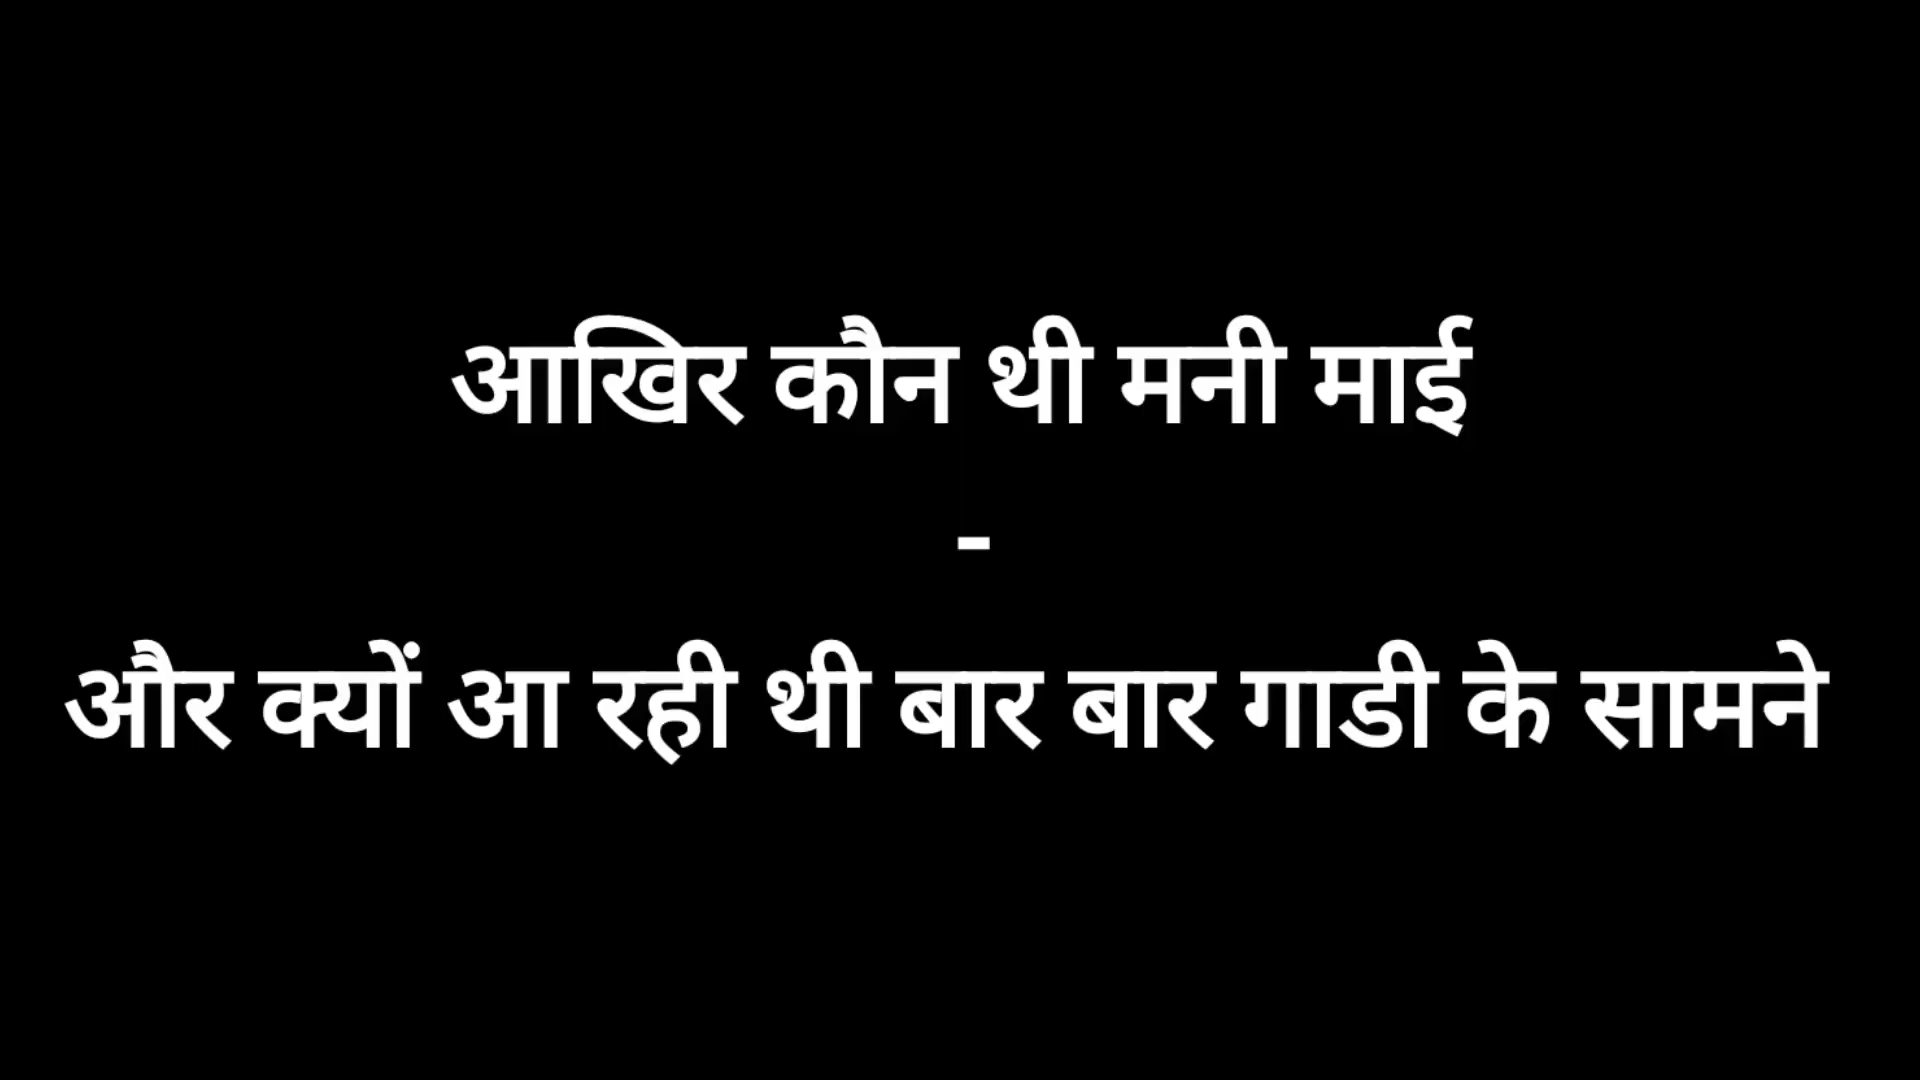 आखिर कौन थी मनी माई
-
और क्यों आ रही थी बार बार गाडी के सामने